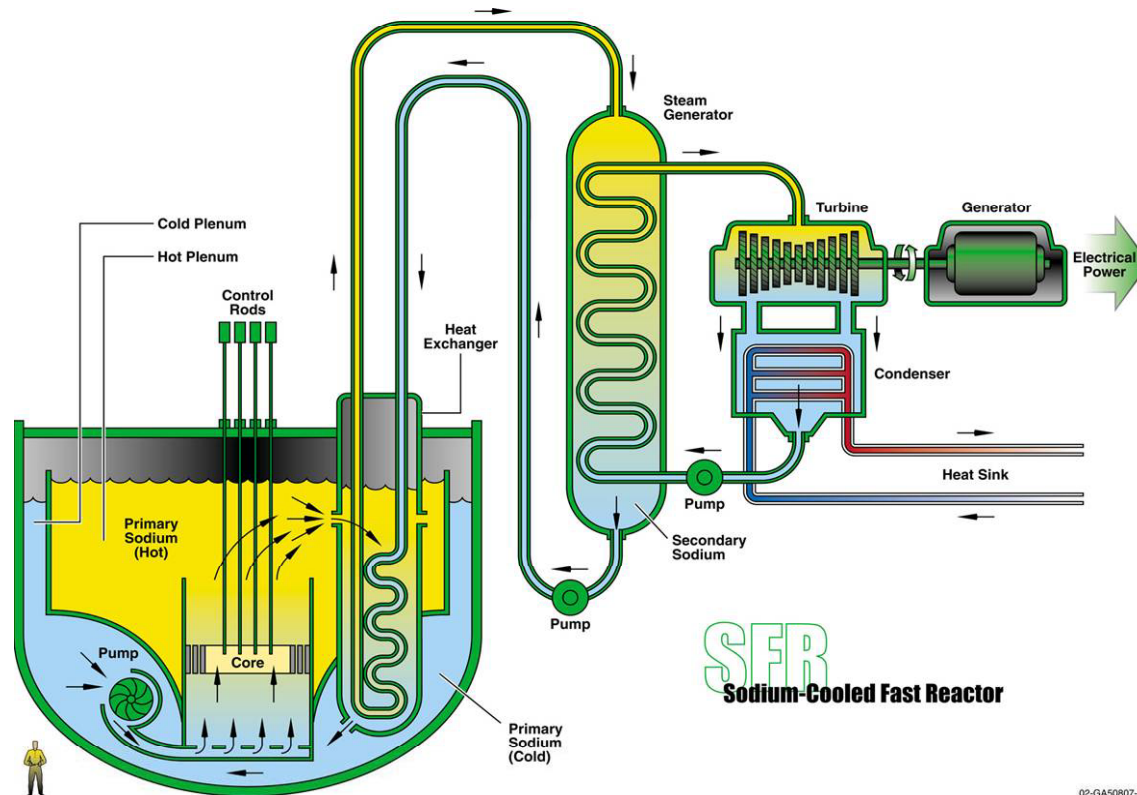 Steam
Generator
Cold Plenum
Hot Plenum
Control
Rods
Heat
Exchanger
Turbine
Generator
Electrical
Power
Condenser
Heat Sink
Pump
Primary
Sodium
(Hot)
Secondary
Sodium
Pump
Pump
Core
Primary
Sodium
(Cold)
SFR
Sodium-Cooled Fast Reactor